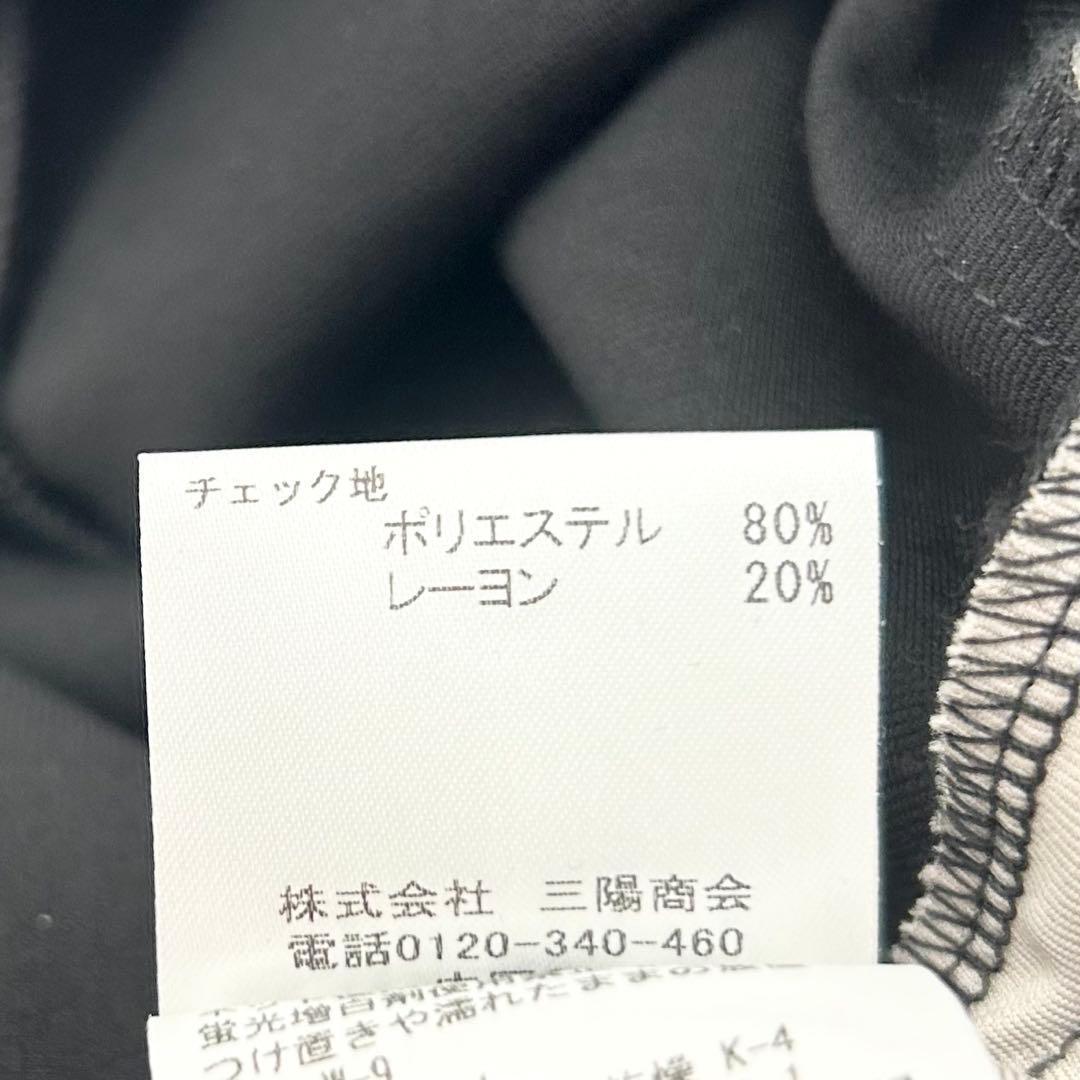 チェック地
ポリエステル 80%
レーヨン 20%
株式会社 三陽商会
電話0120-340-460
蛍光増白剤
つけ置きや濡れたままの放
W-9
K-4